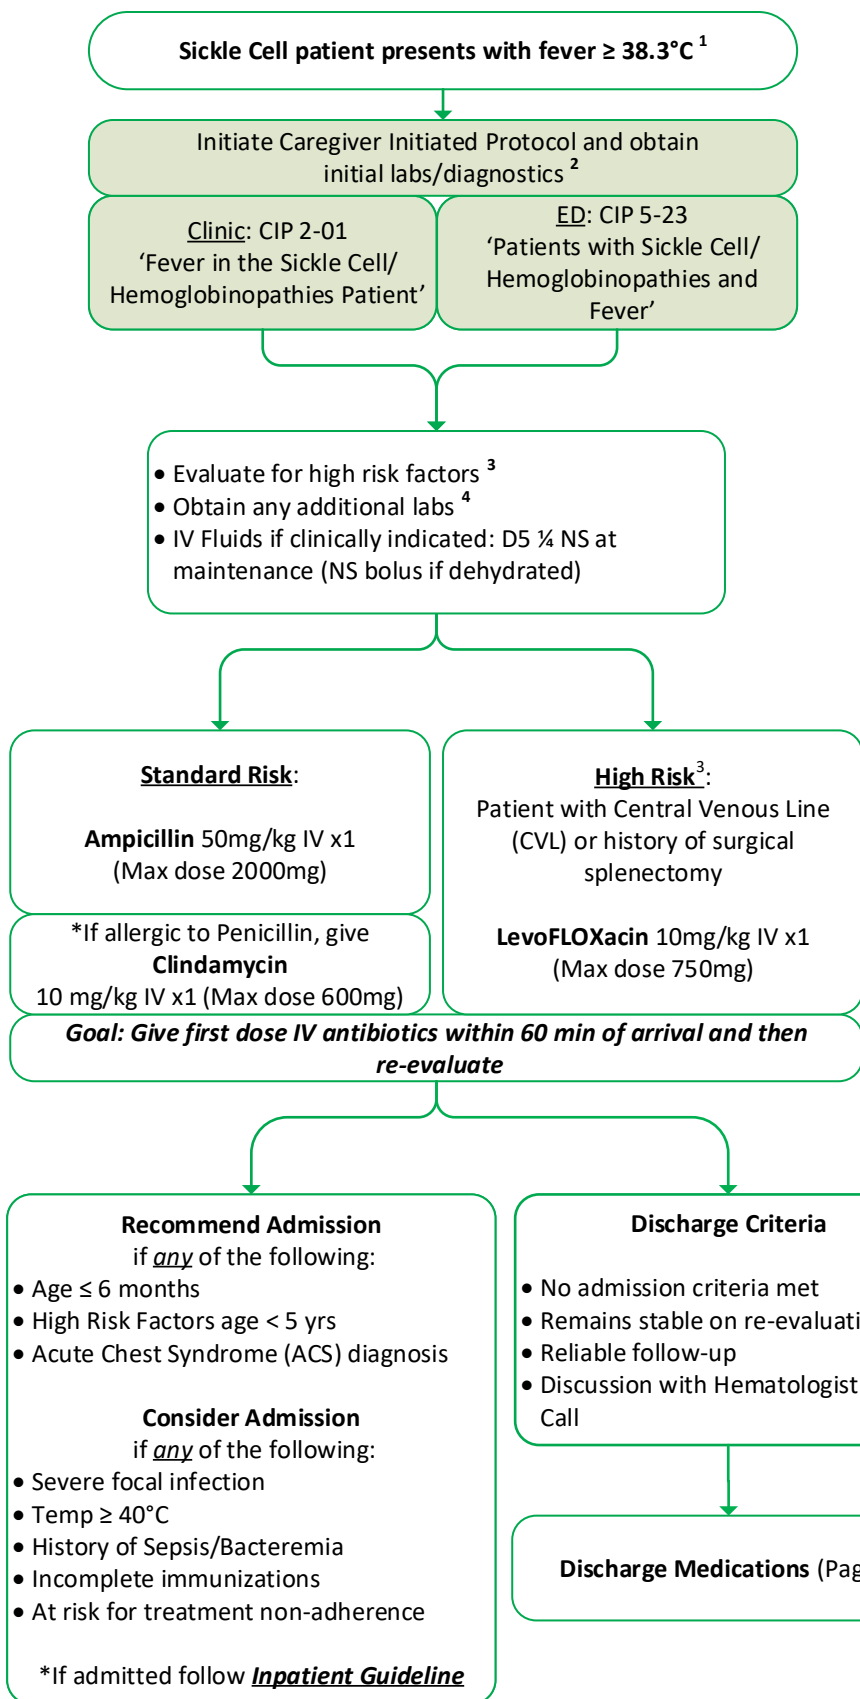 Sickle Cell patient presents with fever ≥ 38.3°C 1
Initiate Caregiver Initiated Protocol and obtain
initial labs/diagnostics 2
Clinic: CIP 2-01
‘Fever in the Sickle Cell/
Hemoglobinopathies Patient’
ED: CIP 5-23
‘Patients with Sickle Cell/
Hemoglobinopathies and
Fever’
• Evaluate for high risk factors 3
• Obtain any additional labs 4
• IV Fluids if clinically indicated: D5 ¼ NS at
maintenance (NS bolus if dehydrated)
Standard Risk:
Ampicillin 50mg/kg IV x1
(Max dose 2000mg)
*If allergic to Penicillin, give
Clindamycin
10 mg/kg IV x1 (Max dose 600mg)
High Risk3:
Patient with Central Venous Line
(CVL) or history of surgical
splenectomy
LevoFLOXacin 10mg/kg IV x1
(Max dose 750mg)
Goal: Give first dose IV antibiotics within 60 min of arrival and then
re-evaluate
Recommend Admission
if any of the following:
• Age ≤ 6 months
• High Risk Factors age < 5 yrs
• Acute Chest Syndrome (ACS) diagnosis
Consider Admission
if any of the following:
• Severe focal infection
• Temp ≥ 40°C
• History of Sepsis/Bacteremia
• Incomplete immunizations
• At risk for treatment non-adherence
*If admitted follow Inpatient Guideline
Discharge Criteria
• No admission criteria met
• Remains stable on re-evaluati
• Reliable follow-up
• Discussion with Hematologist
Call
Discharge Medications (Pag